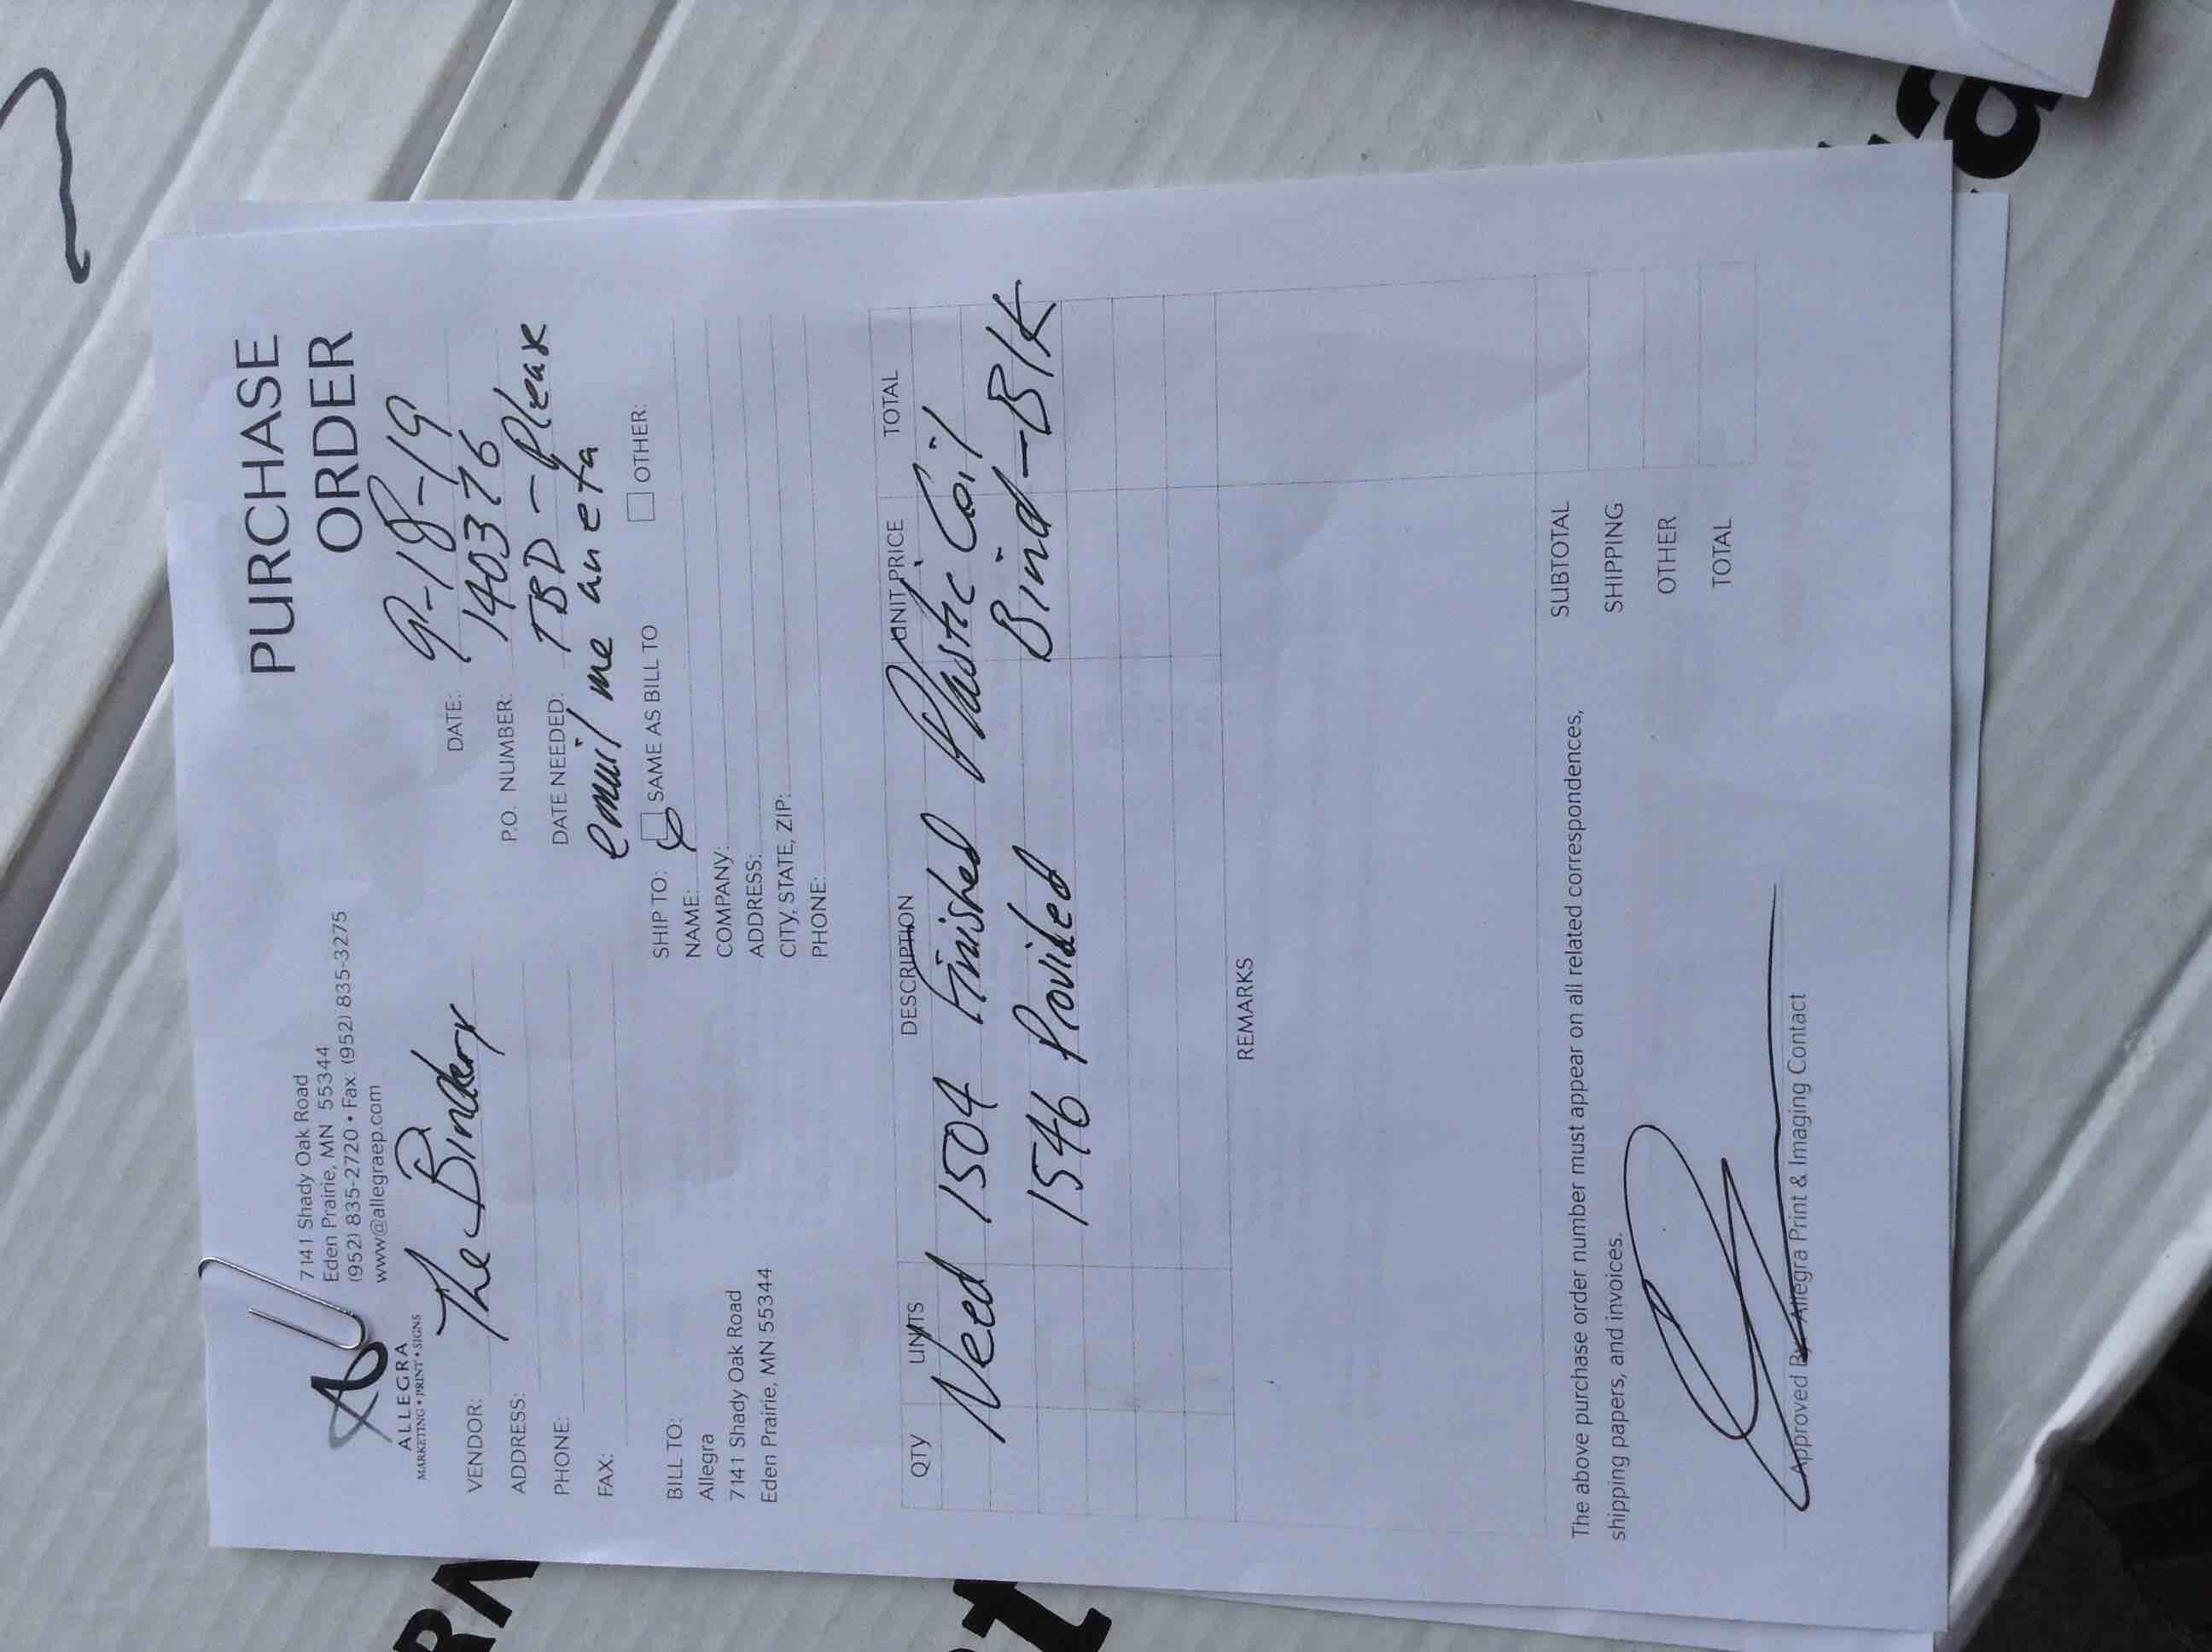 PURCHASE
ORDER
7141 Shady Oak Road
Eden Prairie, MN 55344
(952) 835-2720 • Fax: (952) 835-3275
www@allegraep.com
ALLEGRA
MARKETING • PRINT • SIGNS
DATE: 9-18-19
P.O. NUMBER: 140376
DATE NEEDED: TBD - Please
email me an eta
VENDOR: The Bindery
ADDRESS:
PHONE:
FAX:
BILL TO:
Allegra
7141 Shady Oak Road
Eden Prairie, MN 55344
SHIP TO: SAME AS BILL TO OTHER:
NAME:
COMPANY:
ADDRESS:
CITY, STATE, ZIP:
PHONE:
QTY UNITS DESCRIPTION UNIT PRICE TOTAL
Need 1504 Finished Plastic Coil
1546 Provided Bind - Blk
REMARKS
The above purchase order number must appear on all related correspondences,
shipping papers, and invoices.
SUBTOTAL
SHIPPING
OTHER
TOTAL
Approved By: Allegra Print & Imaging Contact